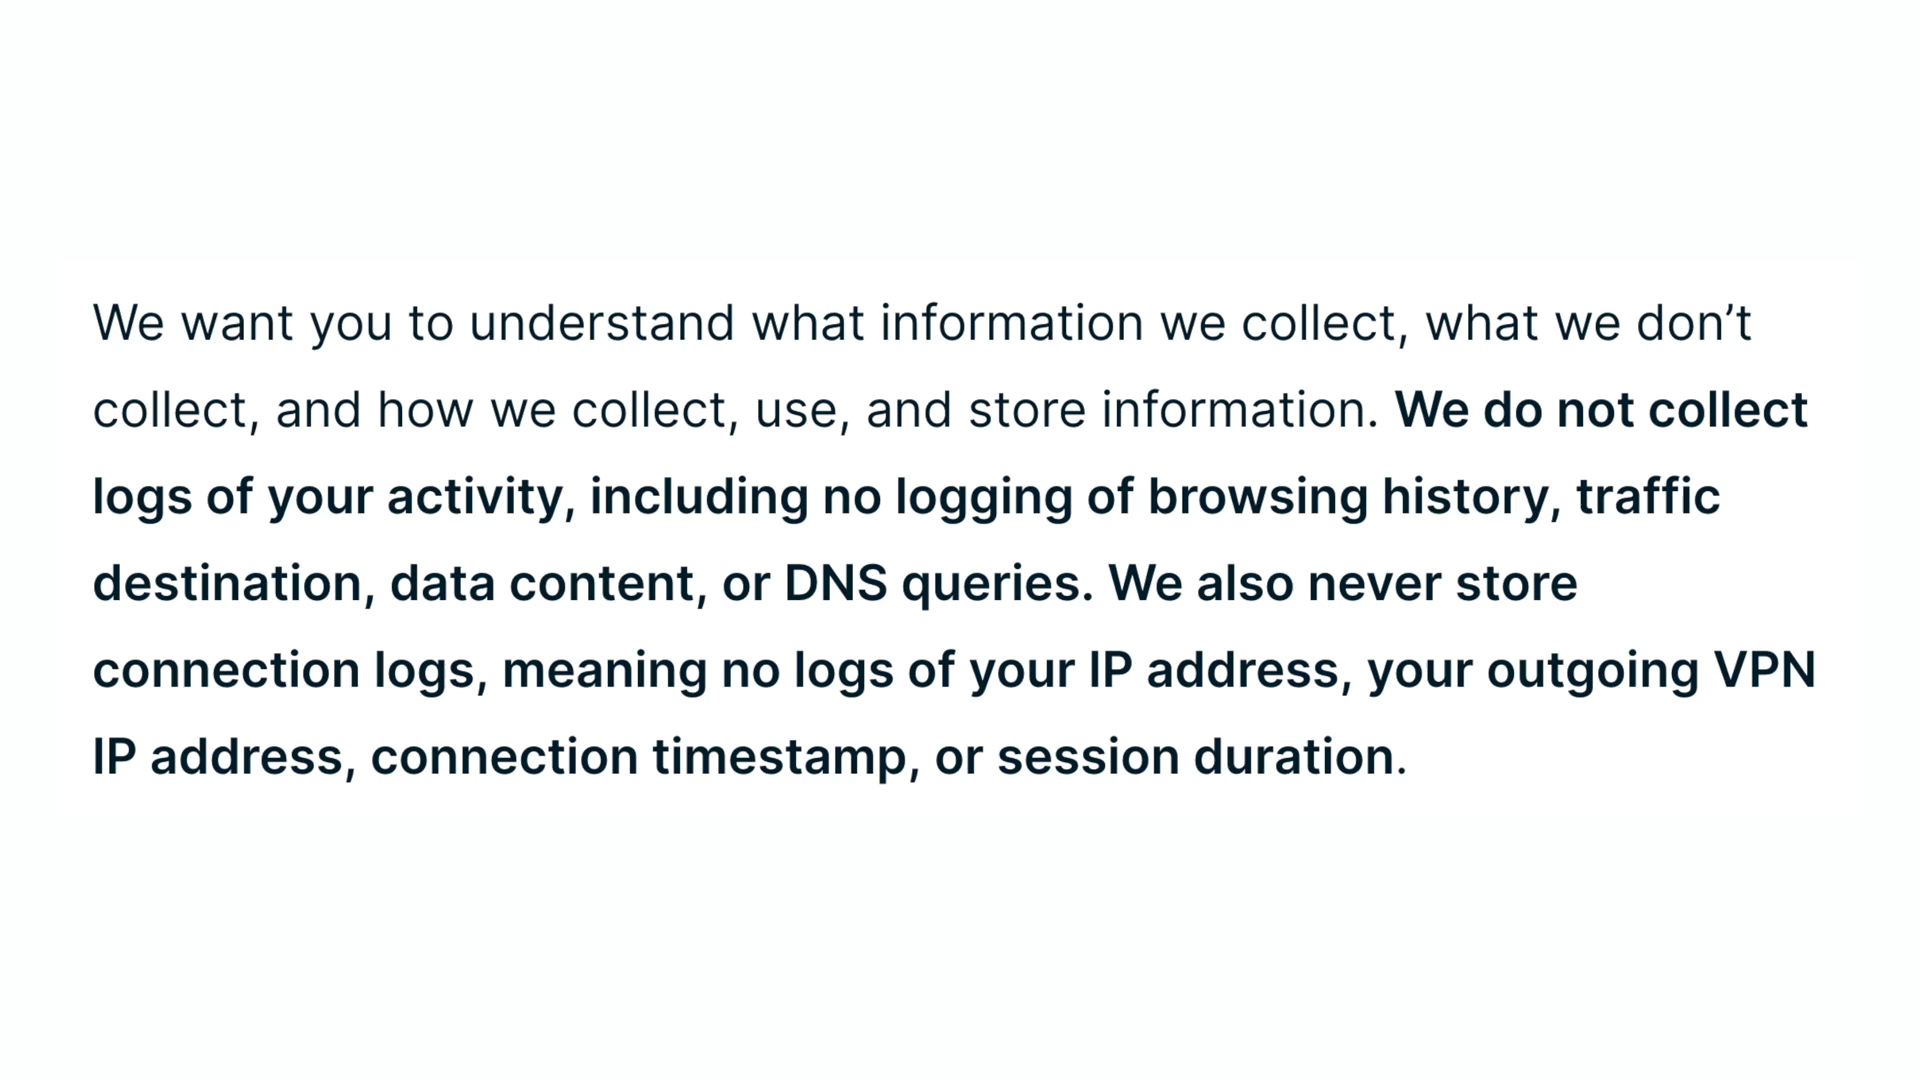 We want you to understand what information we collect, what we don’t
collect, and how we collect, use, and store information. We do not collect
logs of your activity, including no logging of browsing history, traffic
destination, data content, or DNS queries. We also never store
connection logs, meaning no logs of your IP address, your outgoing VPN
IP address, connection timestamp, or session duration.